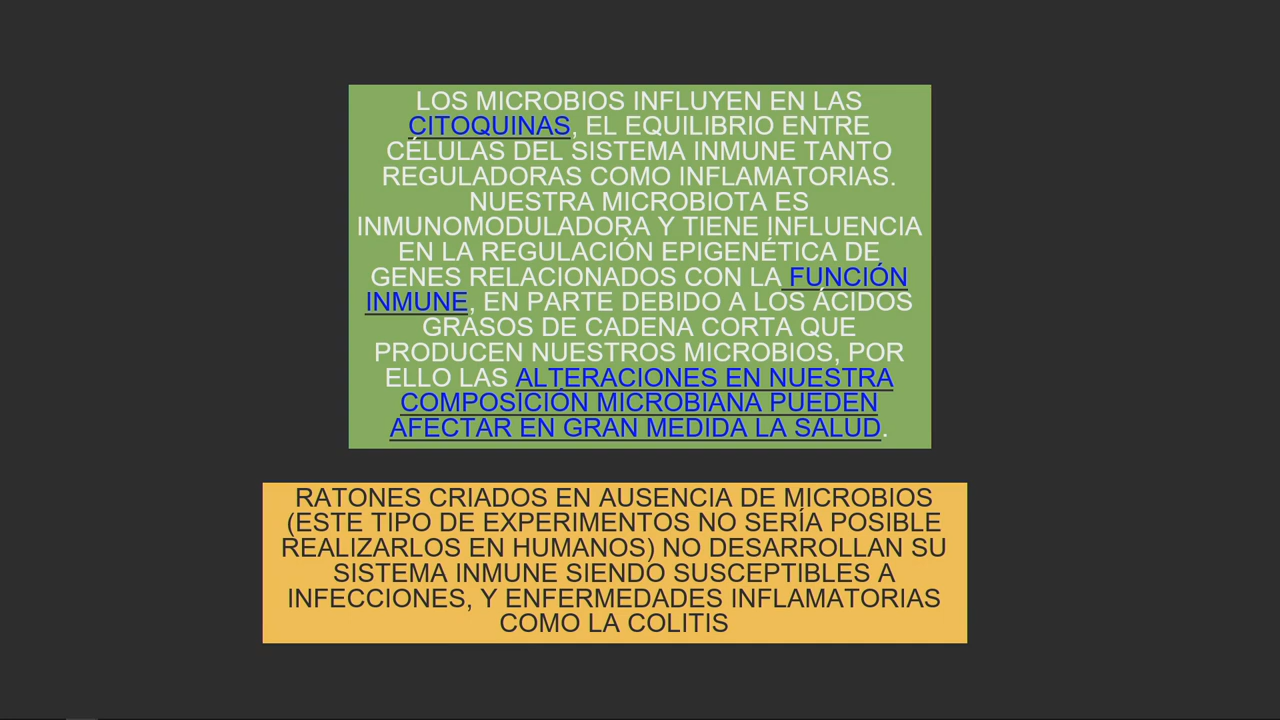 LOS MICROBIOS INFLUYEN EN LAS
CITOQUINAS, EL EQUILIBRIO ENTRE
CÉLULAS DEL SISTEMA INMUNE TANTO
REGULADORAS COMO INFLAMATORIAS.
NUESTRA MICROBIOTA ES
INMUNOMODULADORA Y TIENE INFLUENCIA
EN LA REGULACIÓN EPIGENÉTICA DE
GENES RELACIONADOS CON LA FUNCIÓN
INMUNE, EN PARTE DEBIDO A LOS ÁCIDOS
GRASOS DE CADENA CORTA QUE
PRODUCEN NUESTROS MICROBIOS, POR
ELLO LAS ALTERACIONES EN NUESTRA
COMPOSICIÓN MICROBIANA PUEDEN
AFECTAR EN GRAN MEDIDA LA SALUD.
RATONES CRIADOS EN AUSENCIA DE MICROBIOS
(ESTE TIPO DE EXPERIMENTOS NO SERÍA POSIBLE
REALIZARLOS EN HUMANOS) NO DESARROLLAN SU
SISTEMA INMUNE SIENDO SUSCEPTIBLES A
INFECCIONES, Y ENFERMEDADES INFLAMATORIAS
COMO LA COLITIS